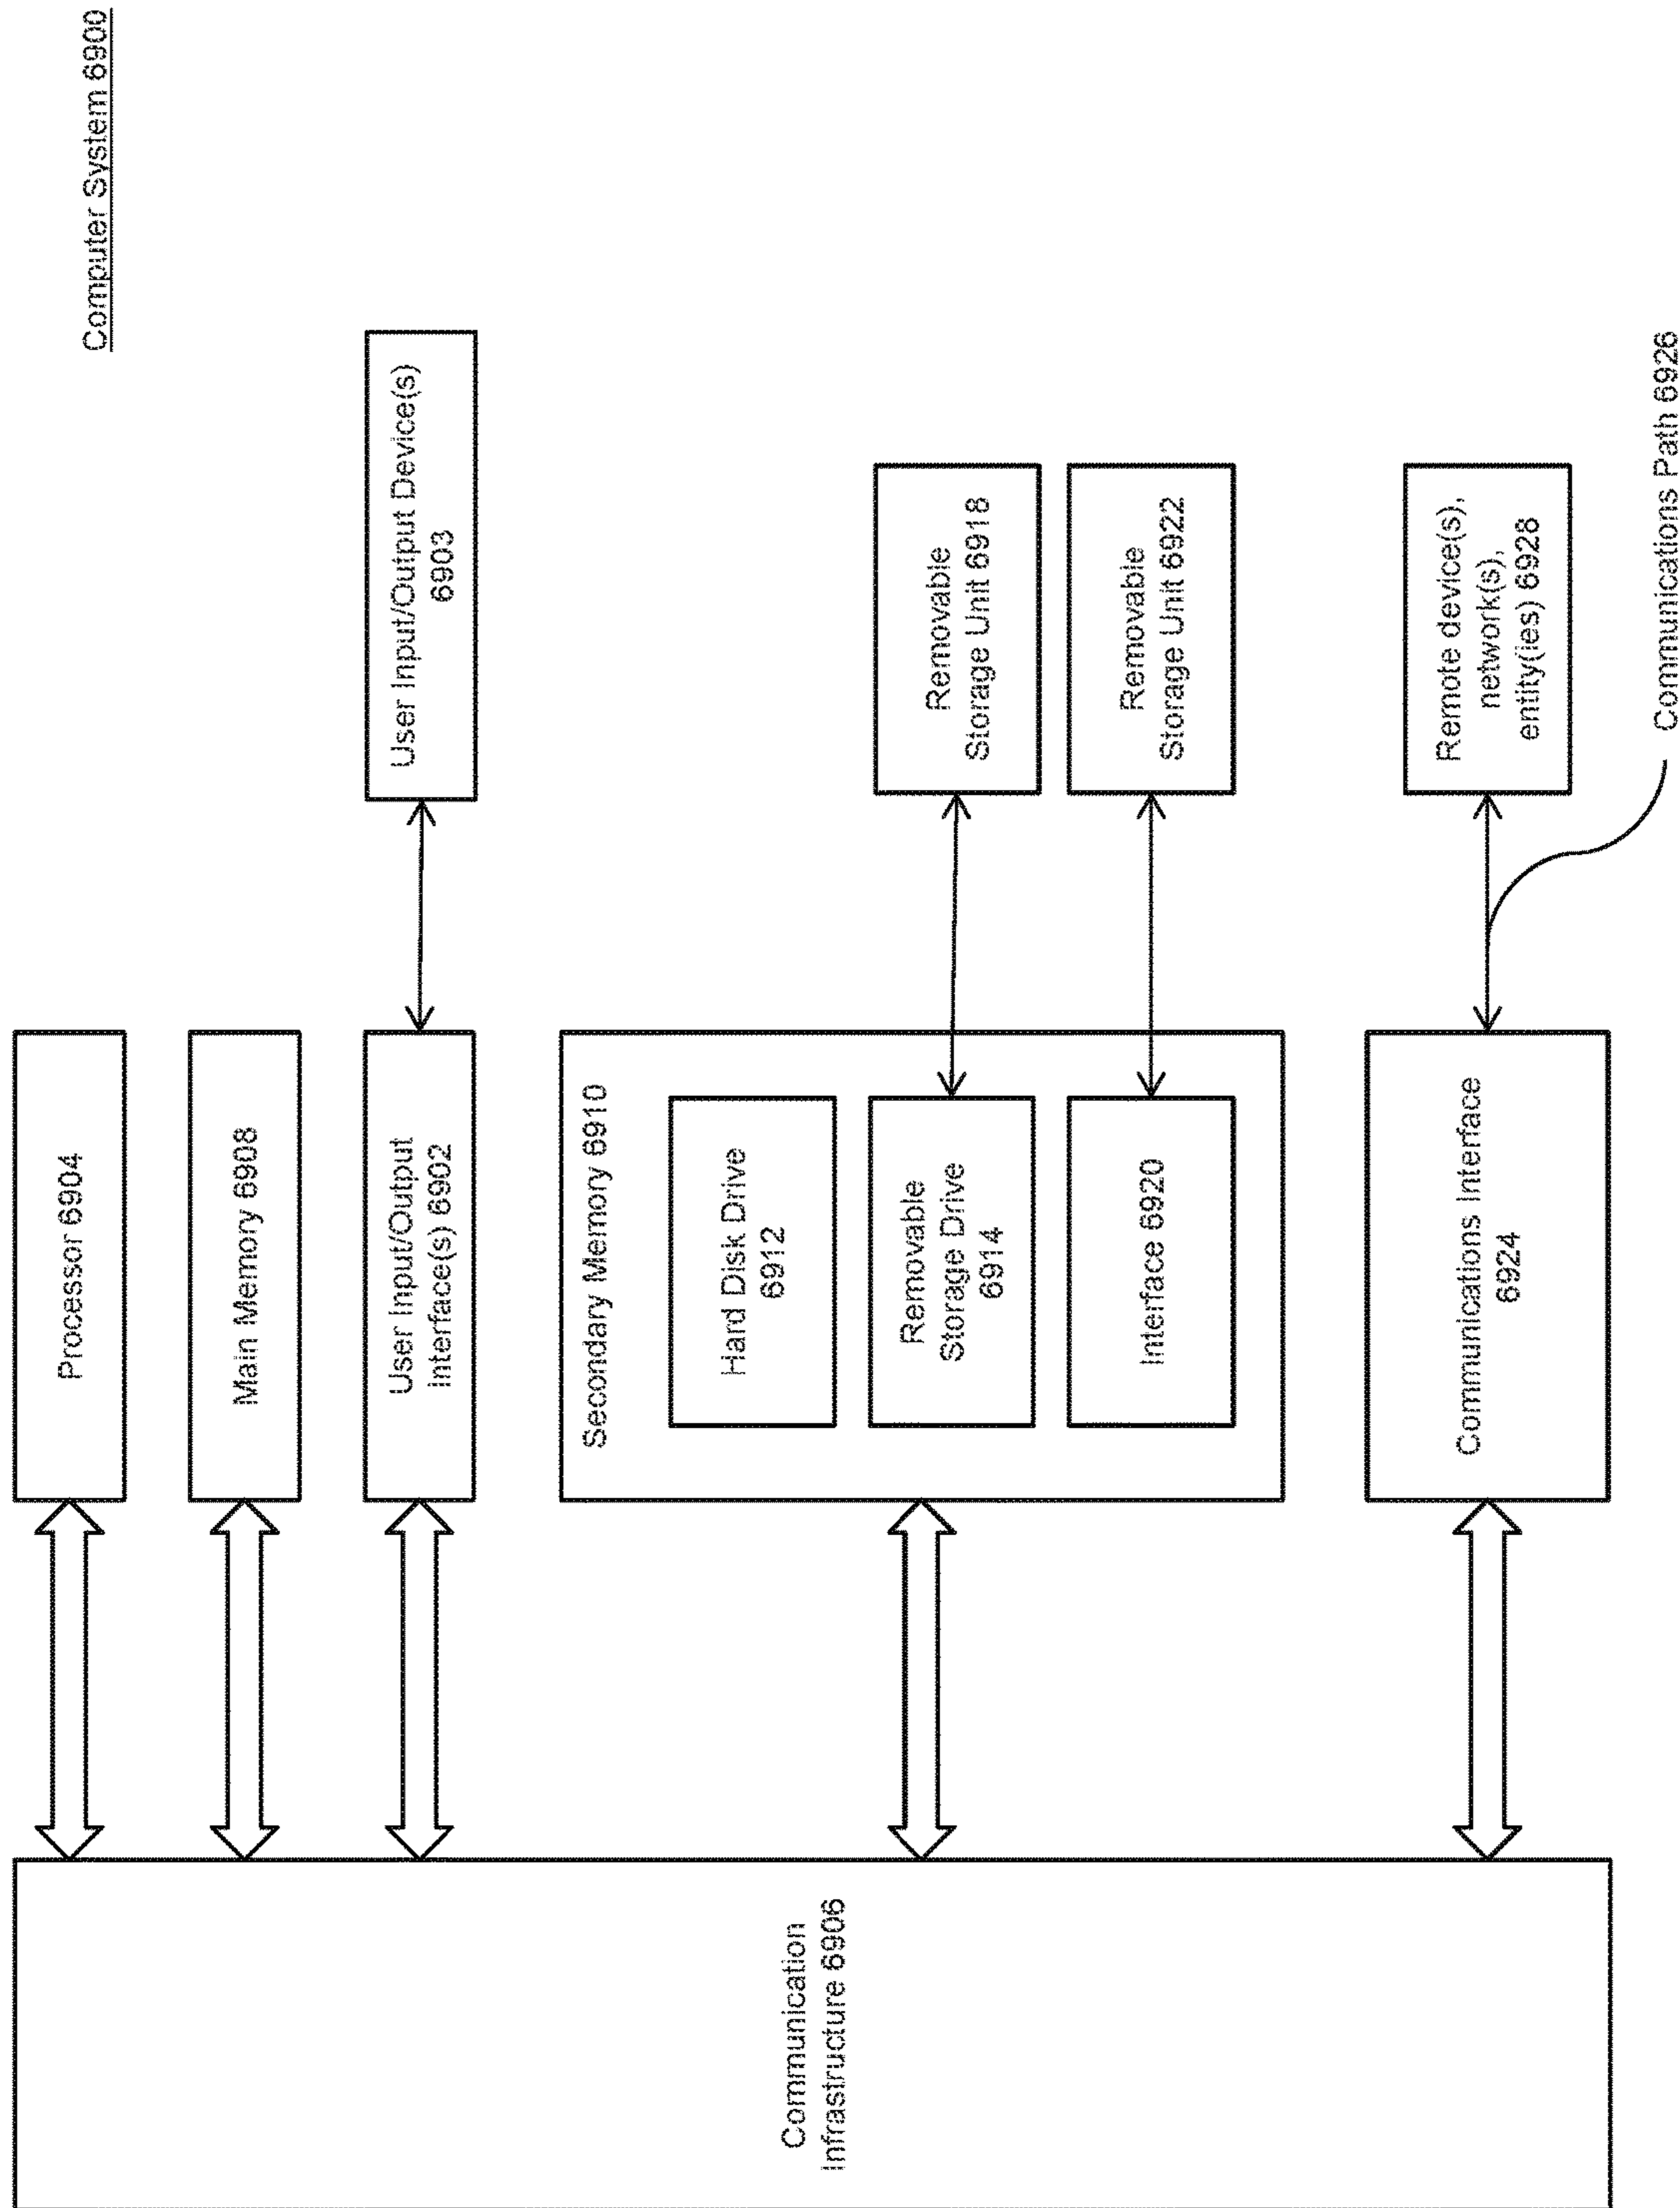 Computer System 6900
Processor 6904
Main Memory 6908
User Input/Output
Interface(s) 6902
User Input/Output Device(s)
6903
Communication
Infrastructure 6906
Secondary Memory 6910
Hard Disk Drive
6912
Removable
Storage Drive
6914
Removable
Storage Unit 6918
Interface 6920
Removable
Storage Unit 6922
Communications Interface
6924
Remote device(s),
network(s),
entity(ies) 6928
Communications Path 6926